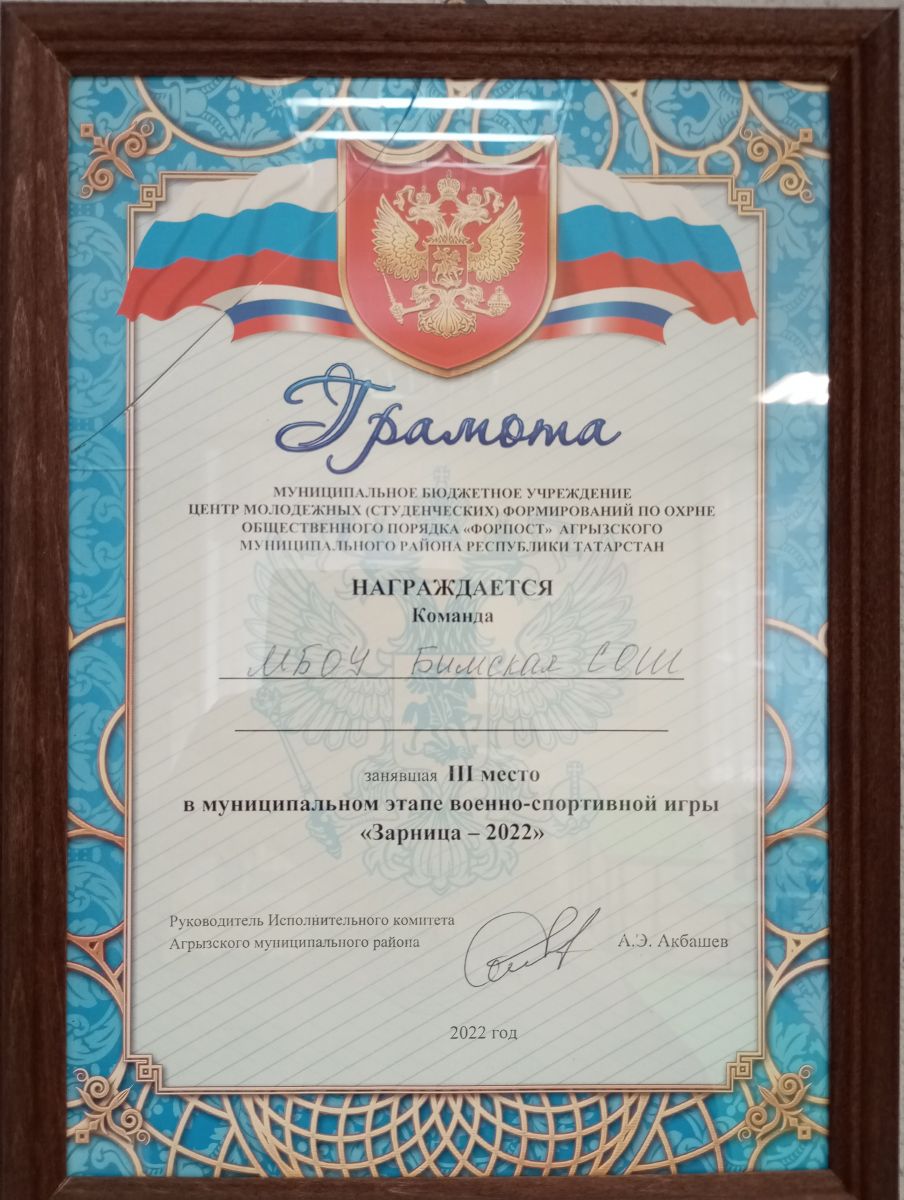 Грамота
МУНИЦИПАЛЬНОЕ БЮДЖЕТНОЕ УЧРЕЖДЕНИЕ
ЦЕНТР МОЛОДЕЖНЫХ (СТУДЕНЧЕСКИХ) ФОРМИРОВАНИЙ ПО ОХРНЕ
ОБЩЕСТВЕННОГО ПОРЯДКА «ФОРПОСТ» АГРЫЗСКОГО
МУНИЦИПАЛЬНОГО РАЙОНА РЕСПУБЛИКИ ТАТАРСТАН
НАГРАЖДАЕТСЯ
Команда
МБОУ Бимская СОШ
занявшая III место
в муниципальном этапе военно-спортивной игры
«Зарница – 2022»
Руководитель Исполнительного комитета
Агрызского муниципального района
А.Э. Акбашев
2022 год